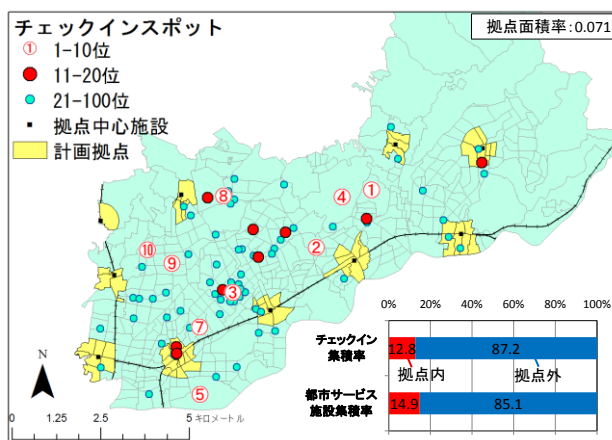 チェックインスポット
① 1-10位
11-20位
21-100位
拠点中心施設
計画拠点
拠点面積率:0.071
④
①
⑧
②
⑩
⑨
③
⑦
⑤
N
0 1.25 2.5 5 キロメートル
0% 20% 40% 60% 80% 100%
チェックイン
集積率
12.8
87.2
拠点内
拠点外
都市サービス
施設集積率
14.9
85.1